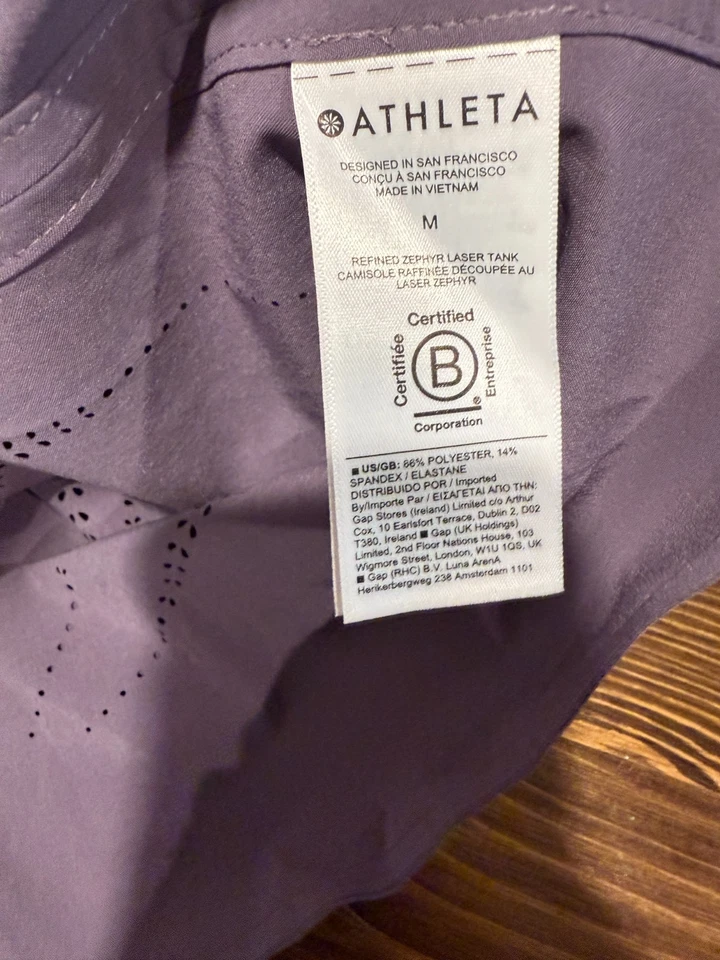 ATHLETA
DESIGNED IN SAN FRANCISCO
CONÇU À SAN FRANCISCO
MADE IN VIETNAM
M
REFINED ZEPHYR LASER TANK
CAMISOLE RAFFINÉE DÉCOUPÉE AU
LASER ZEPHYR
Certified
Certifiée
B
Entreprise
®
Corporation
US/GB: 86% POLYESTER, 14%
SPANDEX / ELASTANE
DISTRIBUIDO POR / Imported
By/Importe Par / ΕΙΣΑΓΕΤΑΙ ΑΠΟ ΤΗΝ:
Gap Stores (Ireland) Limited c/o Arthur
Cox, 10 Earlsfort Terrace, Dublin 2, D02
T380, Ireland ■ Gap (UK Holdings)
Limited, 2nd Floor Nations House, 103
Wigmore Street, London, W1U 1QS, UK
■ Gap (RHC) B.V. Luna ArenA
Herikerbergweg 238 Amsterdam 1101